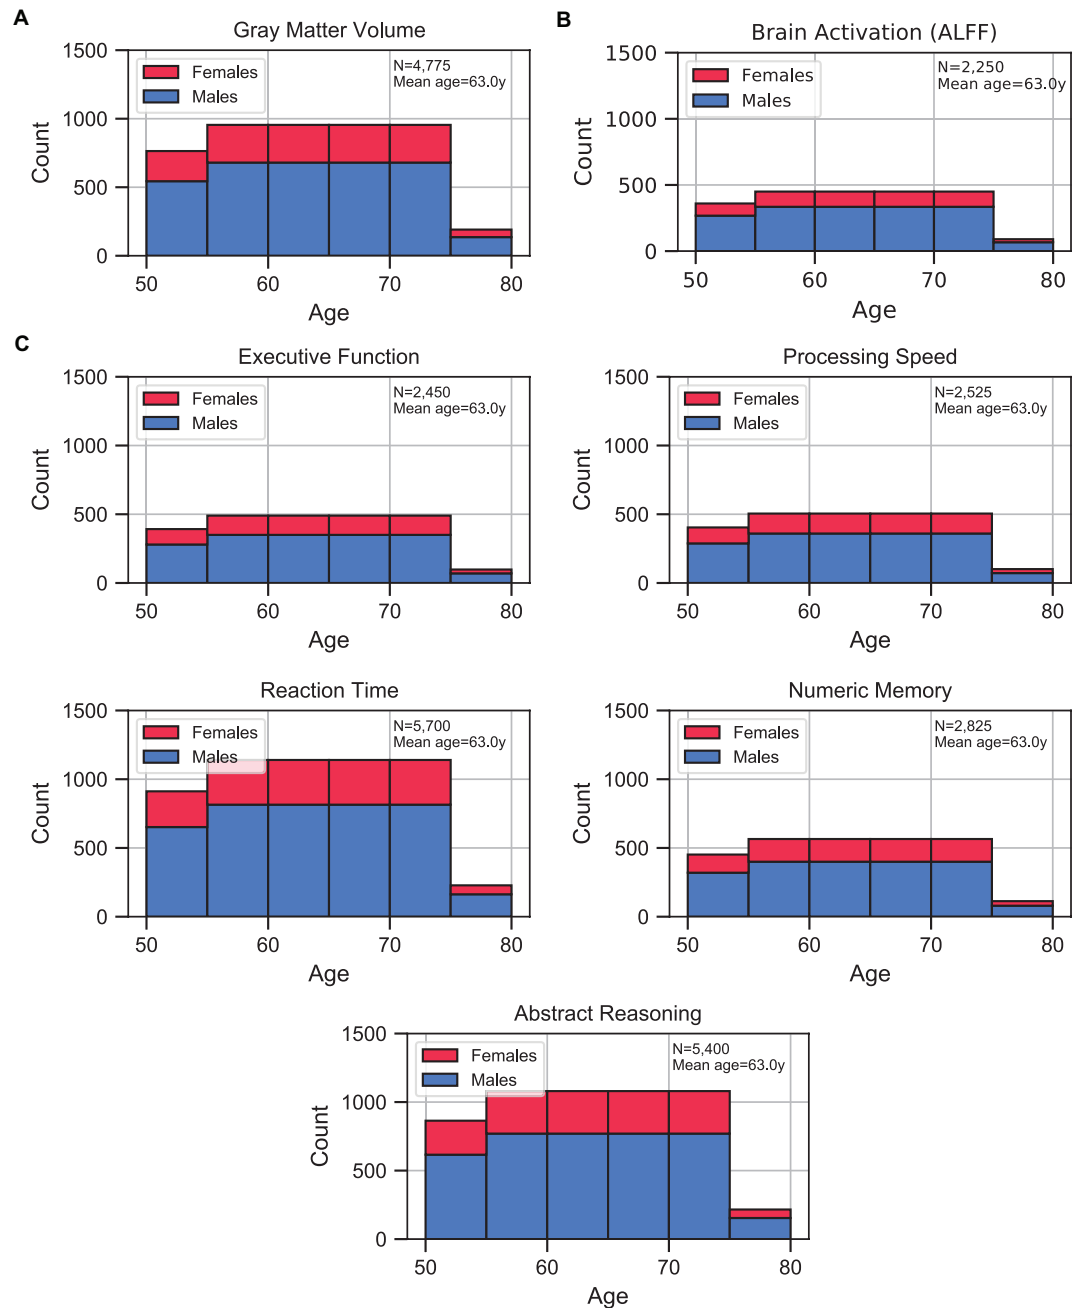 A
Gray Matter Volume
1500
1000
500
0
Count
Females
Males
N=4,775
Mean age=63.0y
50 60 70 80
Age
B
Brain Activation (ALFF)
1500
1000
500
0
Count
Females
Males
N=2,250
Mean age=63.0y
50 60 70 80
Age
C
Executive Function
1500
1000
500
0
Count
Females
Males
N=2,450
Mean age=63.0y
50 60 70 80
Age
Processing Speed
1500
1000
500
0
Count
Females
Males
N=2,525
Mean age=63.0y
50 60 70 80
Age
Reaction Time
1500
1000
500
0
Count
Females
Males
N=5,700
Mean age=63.0y
50 60 70 80
Age
Numeric Memory
1500
1000
500
0
Count
Females
Males
N=2,825
Mean age=63.0y
50 60 70 80
Age
Abstract Reasoning
1500
1000
500
0
Count
Females
Males
N=5,400
Mean age=63.0y
50 60 70 80
Age